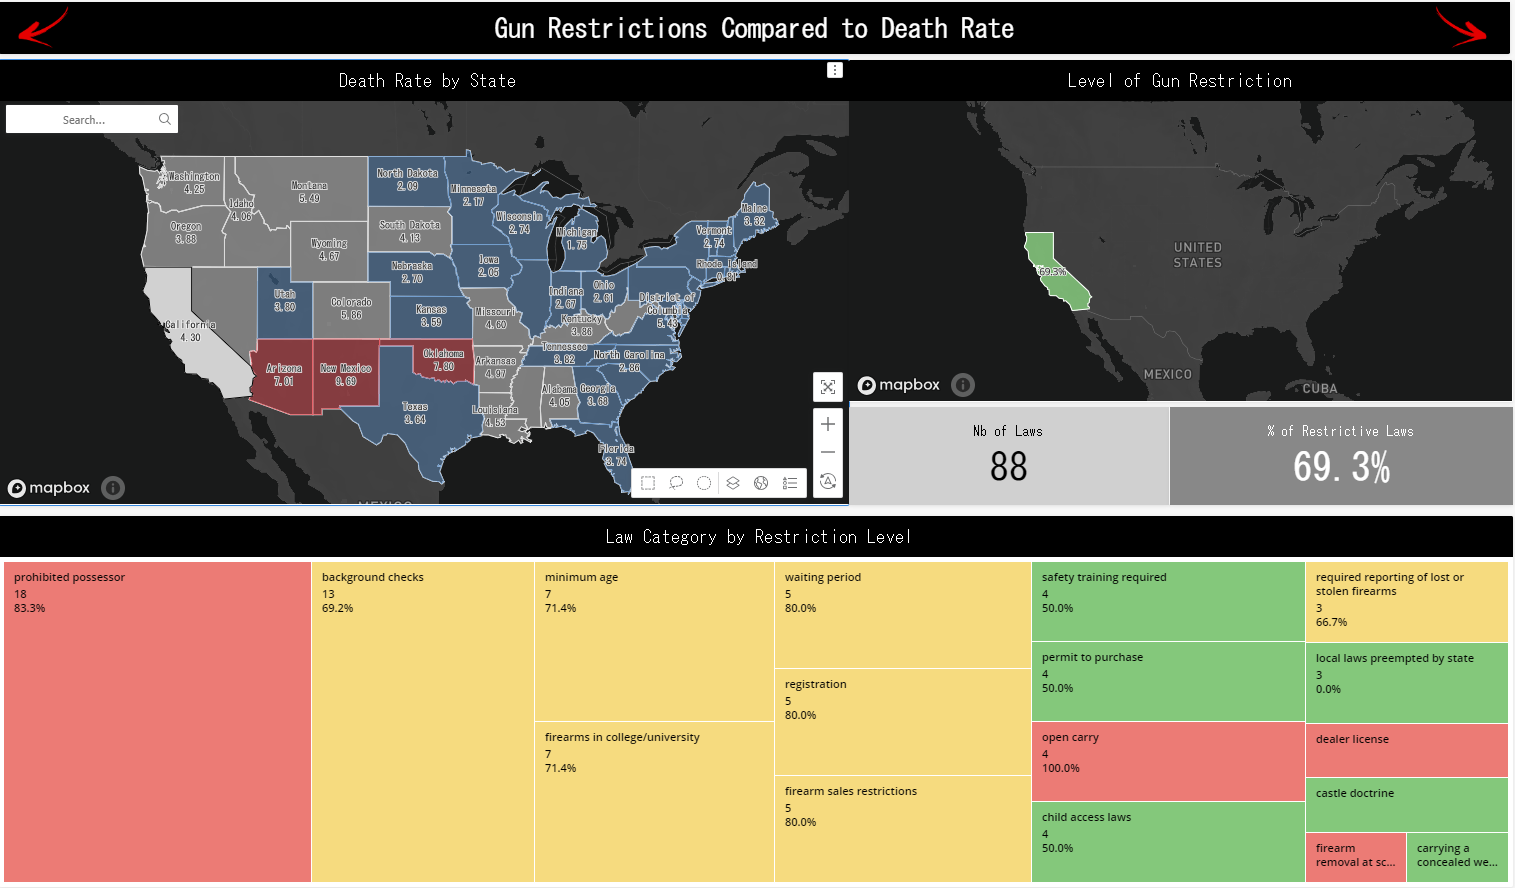 Gun Restrictions Compared to Death Rate
Death Rate by State
Search...
Washington
4.25
Montana
5.49
North Dakota
2.09
Minnesota
2.17
Idaho
4.06
Oregon
3.88
Wyoming
4.67
South Dakota
4.13
Wisconsin
2.74
Michigan
1.75
Maine
3.32
Vermont
2.74
Rhode Island
0.81
Nebraska
2.70
Iowa
2.05
Utah
3.80
Colorado
5.86
Kansas
3.59
Missouri
4.60
Indiana
2.67
Ohio
2.61
District of
Columbia
5.43
California
4.30
Kentucky
3.86
Arizona
7.01
New Mexico
9.69
Oklahoma
7.80
Arkansas
4.97
Tennessee
3.82
North Carolina
2.86
Texas
3.64
Louisiana
4.53
Alabama
4.05
Georgia
3.68
Florida
3.74
mapbox
MEXICO
Level of Gun Restriction
69.3%
UNITED
STATES
MEXICO
CUBA
mapbox
Nb of Laws
88
% of Restrictive Laws
69.3%
Law Category by Restriction Level
prohibited possessor
18
83.3%
background checks
13
69.2%
minimum age
7
71.4%
firearms in college/university
7
71.4%
waiting period
5
80.0%
registration
5
80.0%
firearm sales restrictions
5
80.0%
safety training required
4
50.0%
permit to purchase
4
50.0%
open carry
4
100.0%
child access laws
4
50.0%
required reporting of lost or
stolen firearms
3
66.7%
local laws preempted by state
3
0.0%
dealer license
castle doctrine
firearm
removal at sc...
carrying a
concealed we...